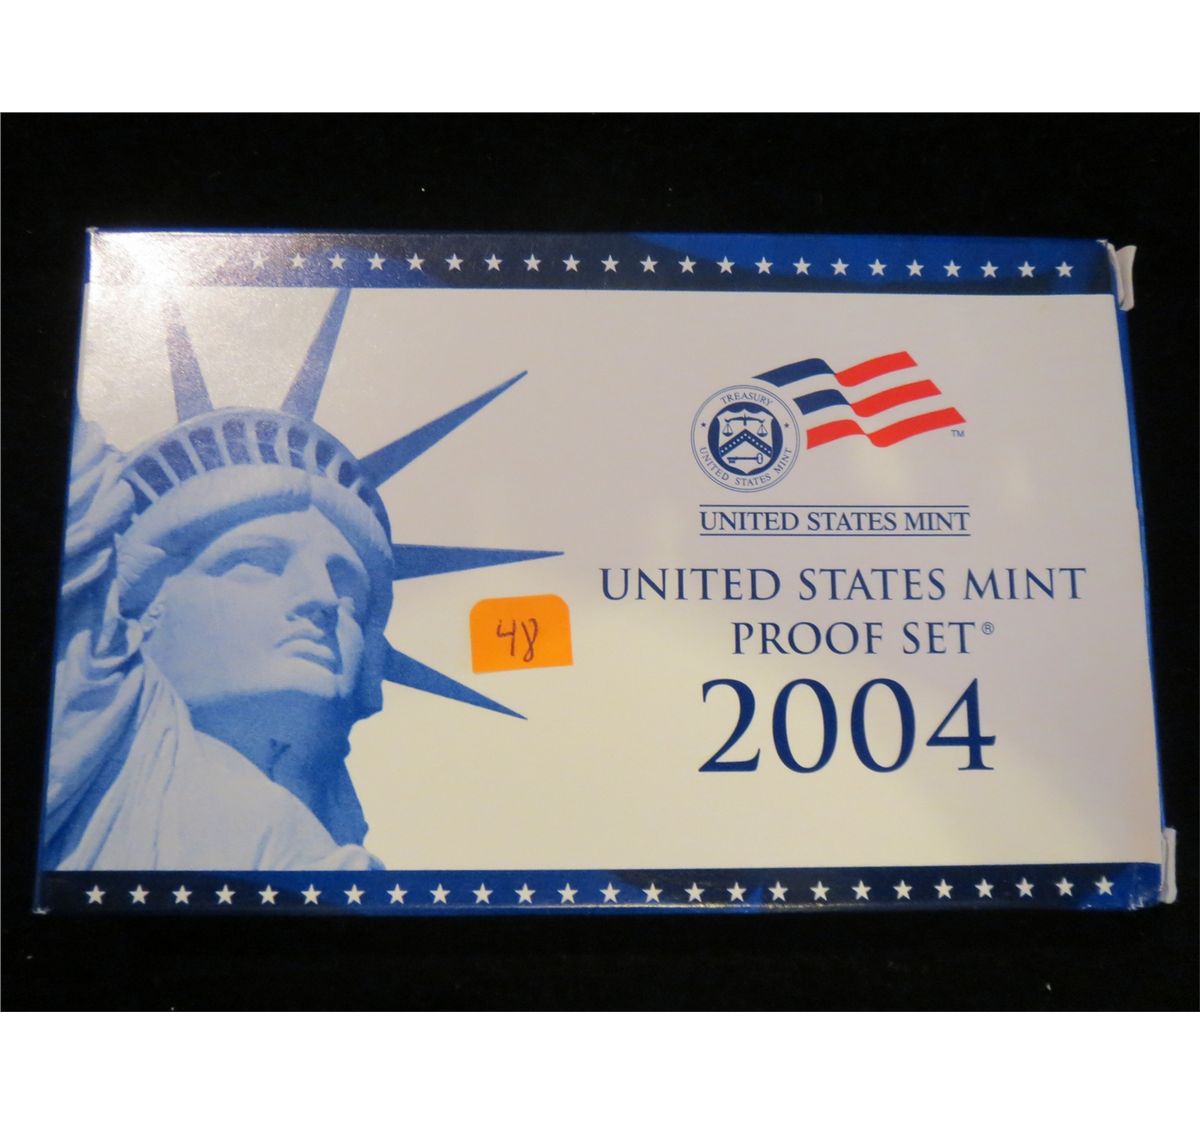 TREASURY
UNITED STATES MINT
TM
UNITED STATES MINT
UNITED STATES MINT
PROOF SET®
2004
48